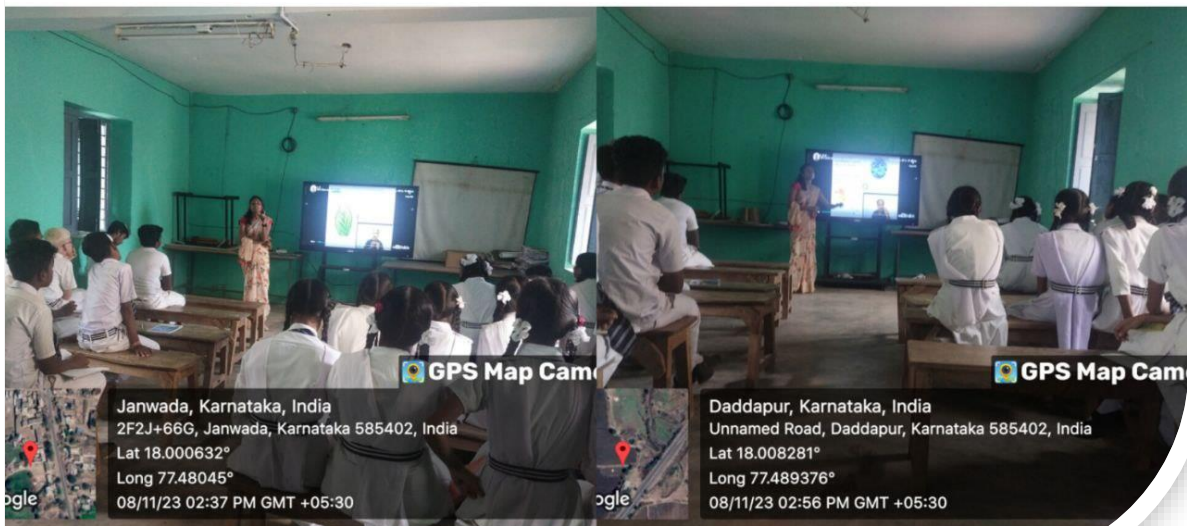 GPS Map Came
Janwada, Karnataka, India
2F2J+66G, Janwada, Karnataka 585402, India
Lat 18.000632°
Long 77.48045°
08/11/23 02:37 PM GMT +05:30
ogle
GPS Map Cam
Daddapur, Karnataka, India
Unnamed Road, Daddapur, Karnataka 585402, India
Lat 18.008281°
Long 77.489376°
08/11/23 02:56 PM GMT +05:30
ogle